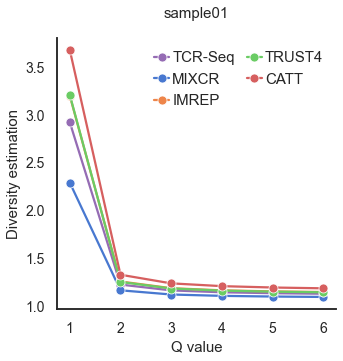 sample01
TCR-Seq
MIXCR
IMREP
TRUST4
CATT
Diversity estimation
3.5
3.0
2.5
2.0
1.5
1.0
1 2 3 4 5 6
Q value